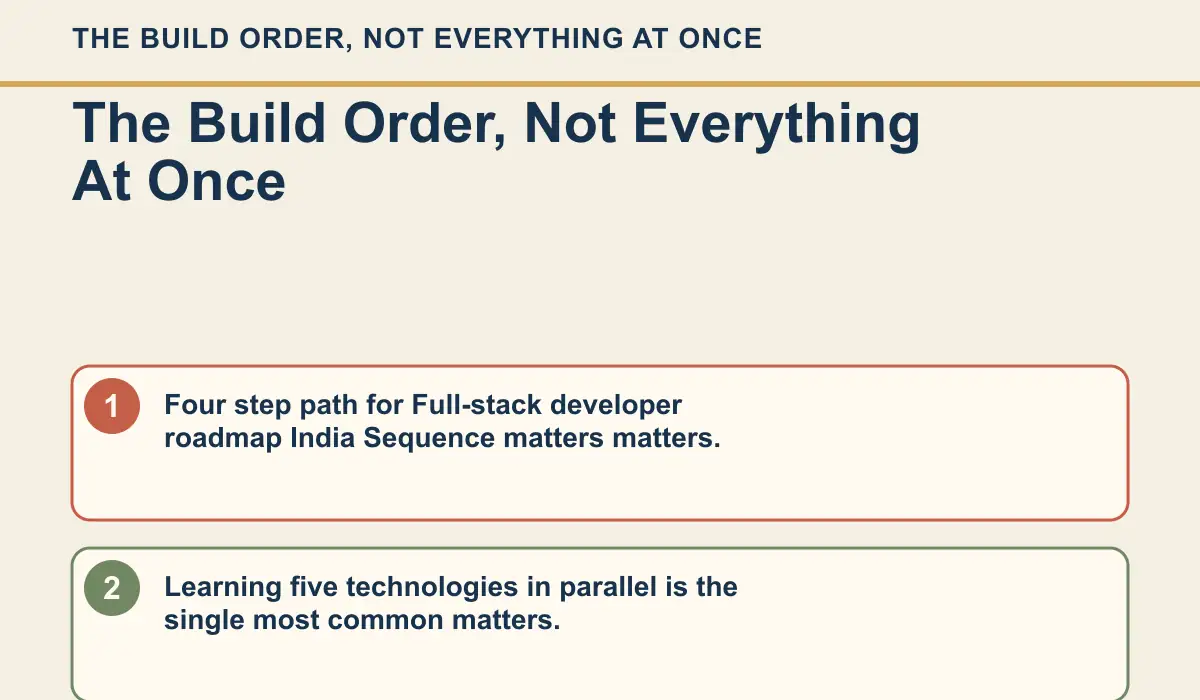 THE BUILD ORDER, NOT EVERYTHING AT ONCE
The Build Order, Not Everything
At Once
1
Four step path for Full-stack developer
roadmap India Sequence matters matters.
2
Learning five technologies in parallel is the
single most common matters.